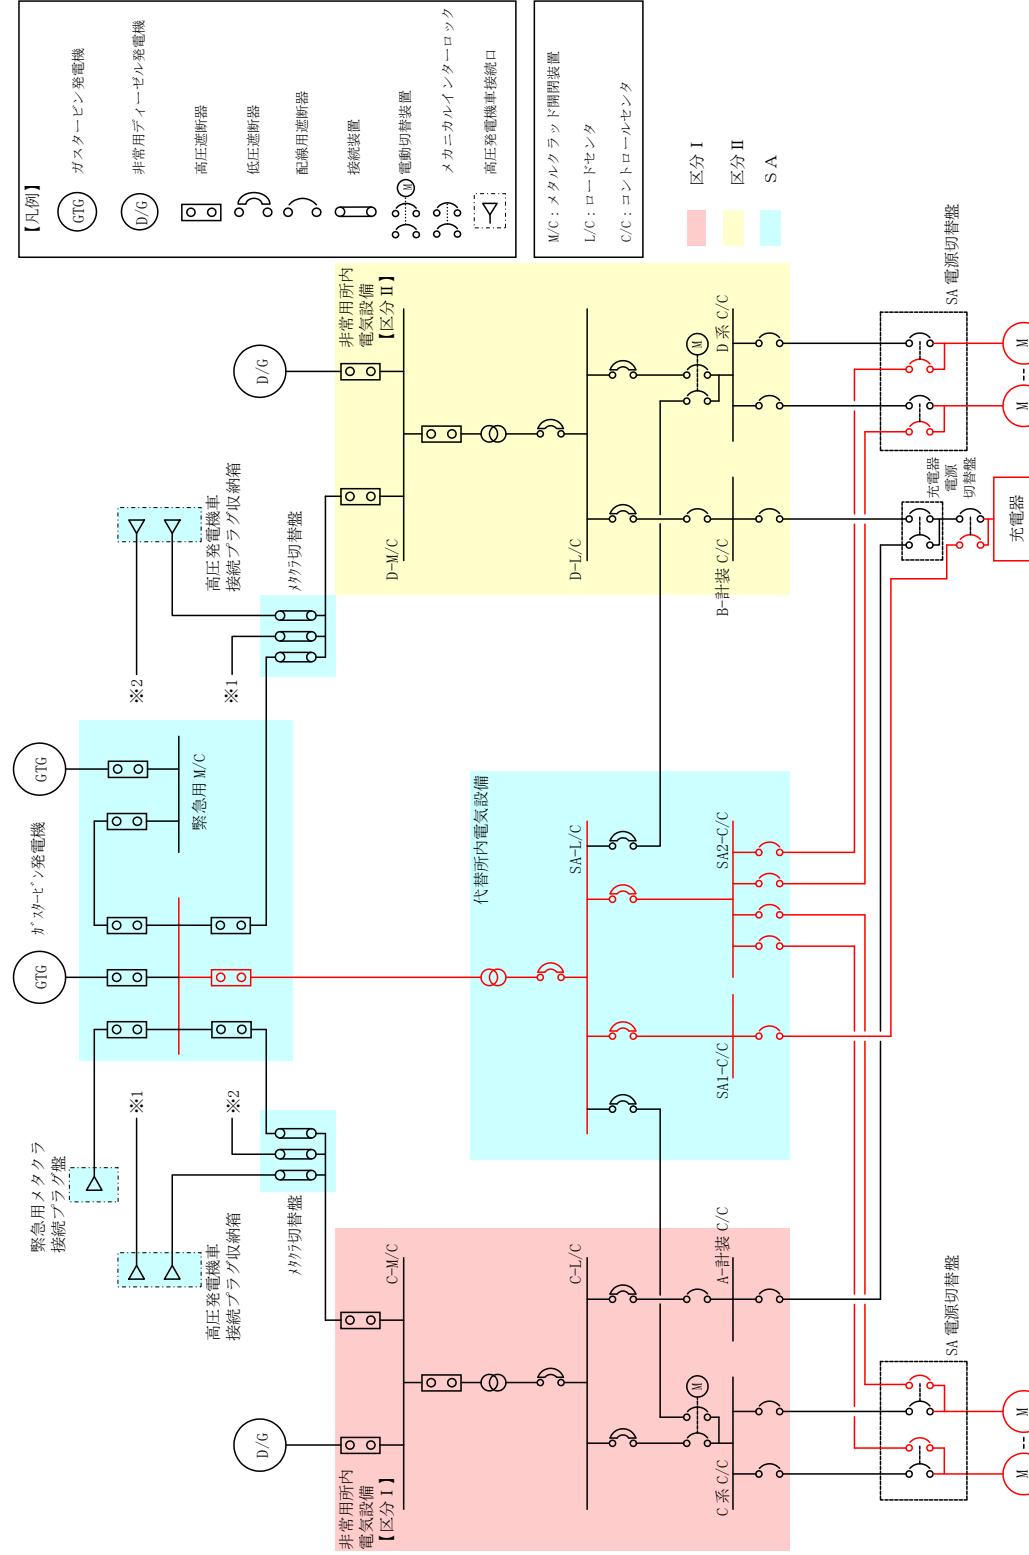 【凡例】
GTG
ガスタービン発電機
D/G
非常用ディーゼル発電機
高圧遮断器
低圧遮断器
配線用遮断器
接続装置
M
電動切替装置
メカニカルインターロック
高圧発電機車接続口
M/C：メタルクラッド開閉装置
L/C：ロードセンタ
C/C：コントロールセンタ
区分Ⅰ
区分Ⅱ
ＳＡ
緊急用メタクラ
接続プラグ盤
GTG
ｶﾞｽﾀｰﾋﾞﾝ発電機
GTG
高圧発電機車
接続プラグ収納箱
※1
※2
緊急用 M/C
※2
※1
高圧発電機車
接続プラグ収納箱
ﾒﾀｸﾗ切替盤
ﾒﾀｸﾗ切替盤
D/G
D/G
非常用所内
電気設備
【区分Ⅰ】
C-M/C
C-L/C
M
C 系 C/C
A-計装 C/C
代替所内電気設備
SA-L/C
SA1-C/C
SA2-C/C
非常用所内
電気設備
【区分Ⅱ】
D-M/C
D-L/C
M
B-計装 C/C
D 系 C/C
SA 電源切替盤
M
M
充電器
電源
切替盤
充電器
SA 電源切替盤
M
M